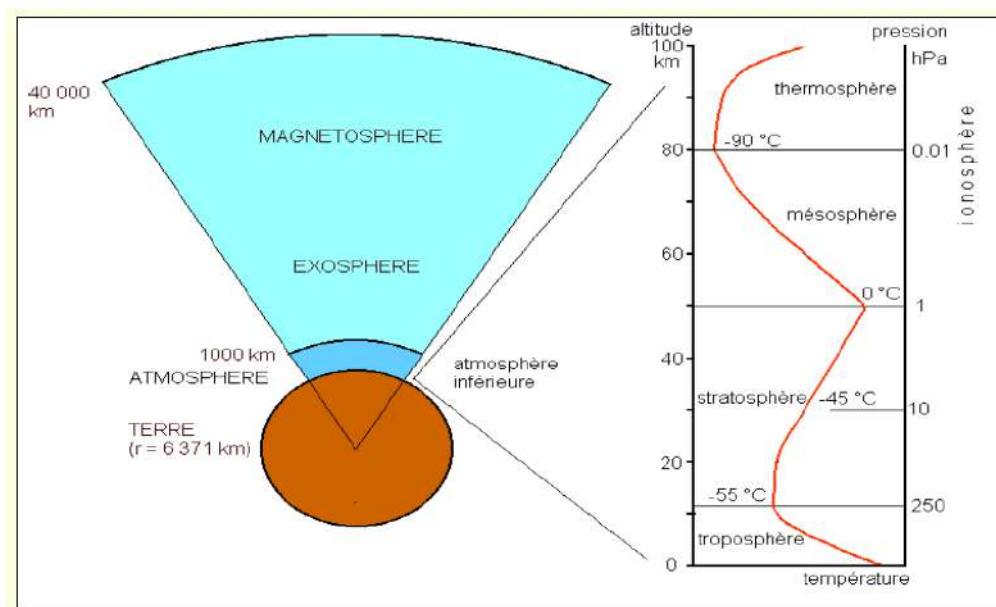 40 000
km
MAGNETOSPHERE
EXOSPHERE
1000 km
ATMOSPHERE
TERRE
(r = 6 371 km)
atmosphère
inférieure
altitude
km
100
80
60
40
20
0
pression
hPa
thermosphère
-90 °C
0.01
mésosphère
0 °C
1
stratosphère
-45 °C
10
-55 °C
250
troposphère
température
ionosphère